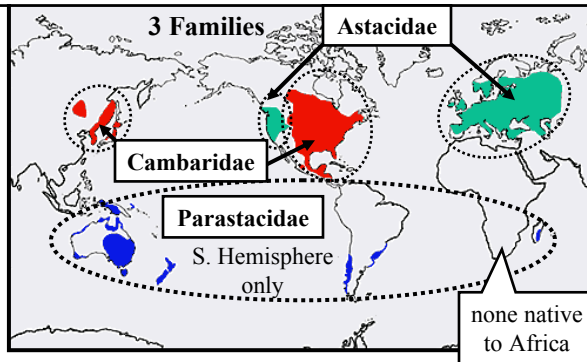 3 Families
Astacidae
Cambaridae
Parastacidae
S. Hemisphere
only
none native
to Africa